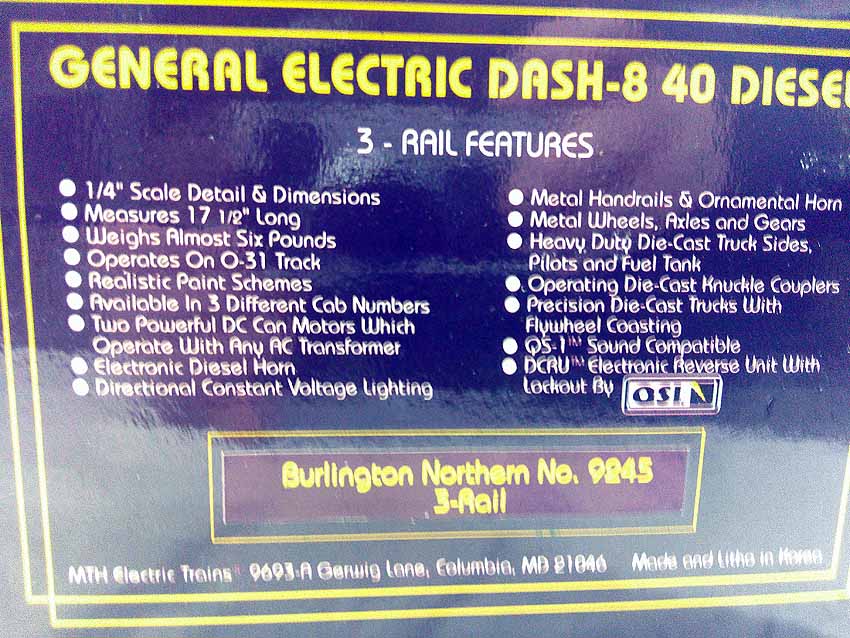 GENERAL ELECTRIC DASH-8 40 DIESEL
3 - RAIL FEATURES
1/4" Scale Detail & Dimensions
Measures 17 1/2" Long
Weighs Almost Six Pounds
Operates On O-31 Track
Realistic Paint Schemes
Available In 3 Different Cab Numbers
Two Powerful DC Can Motors Which
Operate With Any AC Transformer
Electronic Diesel Horn
Directional Constant Voltage Lighting
Metal Handrails & Ornamental Horn
Metal Wheels, Axles and Gears
Heavy Duty Die-Cast Truck Sides,
Pilots and Fuel Tank
Operating Die-Cast Knuckle Couplers
Precision Die-Cast Trucks With
Flywheel Coasting
QS-1™ Sound Compatible
DCRU™ Electronic Reverse Unit With
Lockout By QSI
Burlington Northern No. 9245
3-Rail
MTH Electric Trains® 9693-A Gerwig Lane, Columbia, MD 21046 Made and Litho in Korea